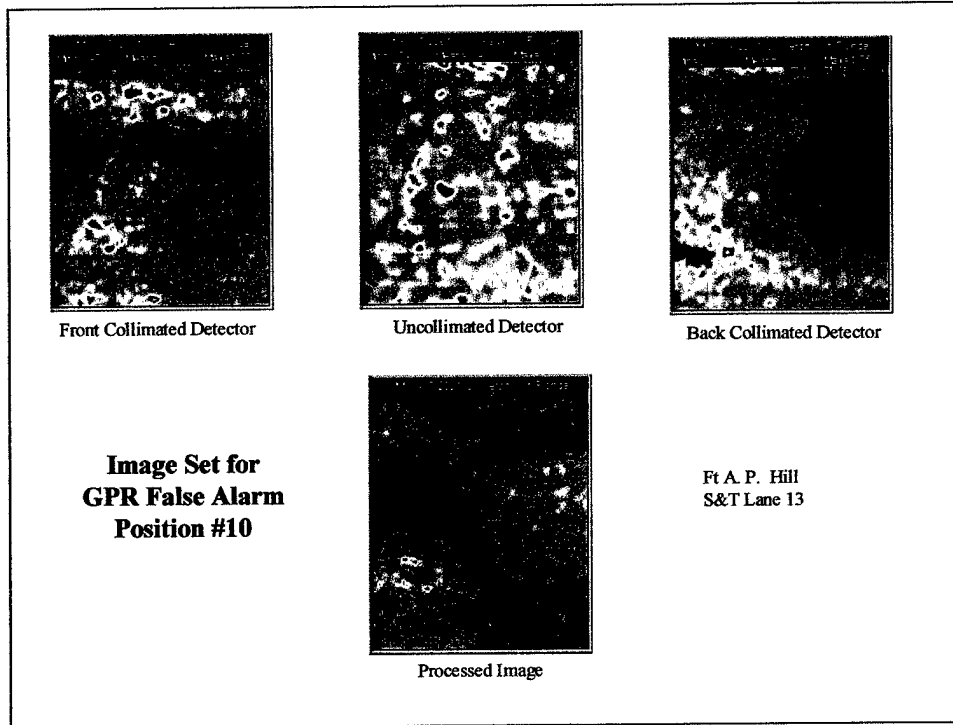 Front Collimated Detector
Uncollimated Detector
Back Collimated Detector
Image Set for
GPR False Alarm
Position #10
Ft A. P. Hill
S&T Lane 13
Processed Image